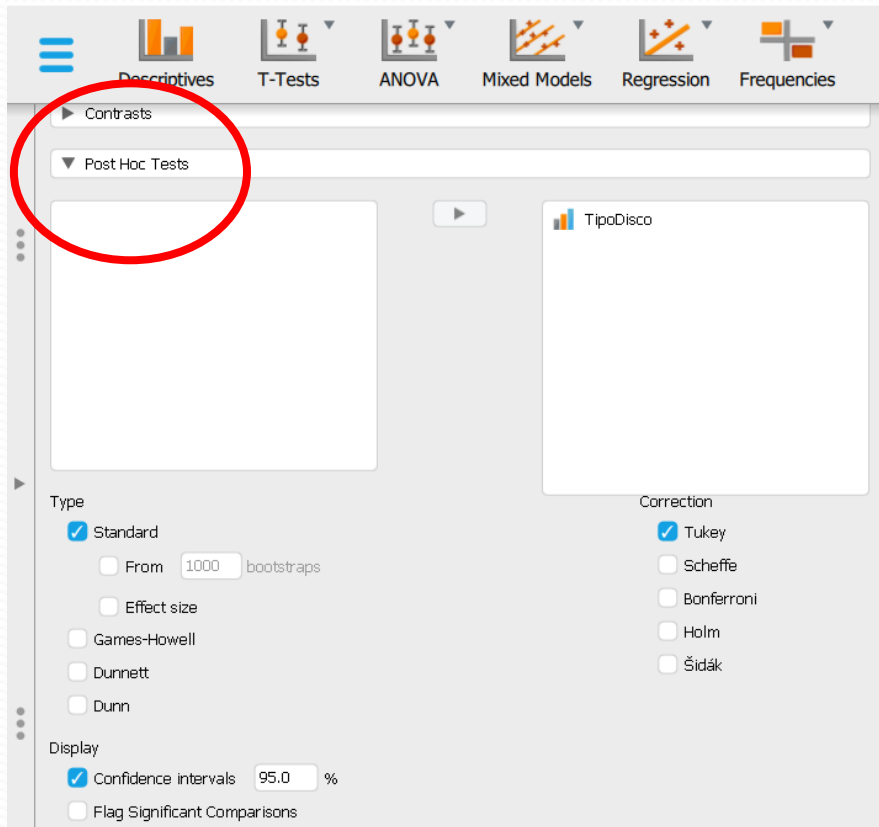 Descriptives T-Tests ANOVA Mixed Models Regression Frequencies
Contrasts
Post Hoc Tests
TipoDisco
Type
Correction
Standard
Tukey
From 1000 bootstraps
Scheffe
Effect size
Bonferroni
Games-Howell
Holm
Dunnett
Šidák
Dunn
Display
Confidence intervals 95.0 %
Flag Significant Comparisons